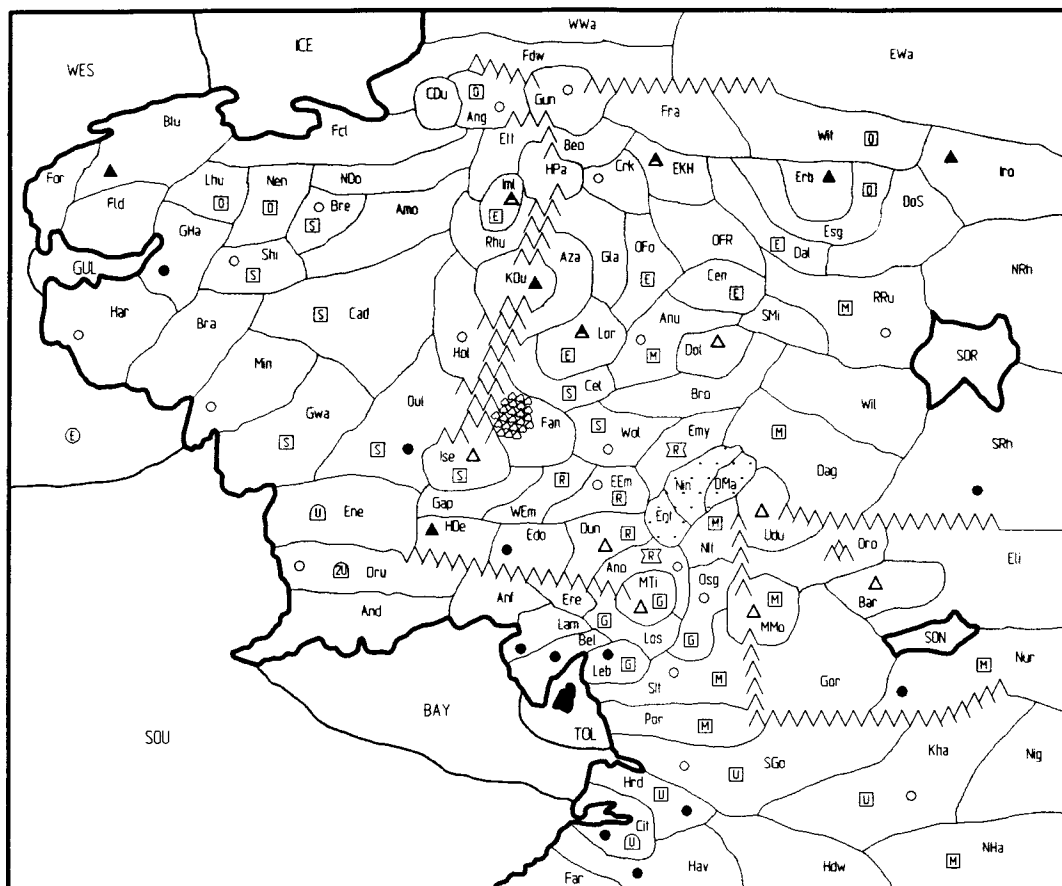 WWa
ICE
EWa
Fdw
WES
CDu
O
Gun
Ang
Fra
Blu
Fcl
Ell
Beo
Wil
O
HPa
Crk
EKH
Iro
For
Lhu
Nen
NDo
Iml
Erb
O
DoS
Fld
O
O
Bre
Amo
E
S
GHa
Rhu
Esg
OFo
OFR
E
Dal
GUL
Shi
S
Aza
Gla
NRh
KDu
E
Cen
E
Har
Cad
S
M
RRu
Bra
Anu
SMi
Lor
Hol
E
M
Dol
SOR
Min
Cel
S
Bro
Gwa
Dul
Fan
Wil
E
S
S
Wol
Emy
M
SRh
S
Ise
S
R
Dag
Nin
DMa
Gap
R
EEm
R
Ene
U
WEm
Ent
HDe
Edo
Dun
R
M
Udu
Nit
Oro
Eli
Dru
2U
Ano
R
Osg
MTi
G
M
And
Anf
Ere
MMo
Bar
Lam
G
Los
G
SON
Bel
Leb
G
Sit
M
Gor
M
Nur
BAY
Por
M
SOU
TOL
SGo
Kha
Nig
Hrd
U
U
U
Cit
U
Far
Hav
Hdw
M
NHa